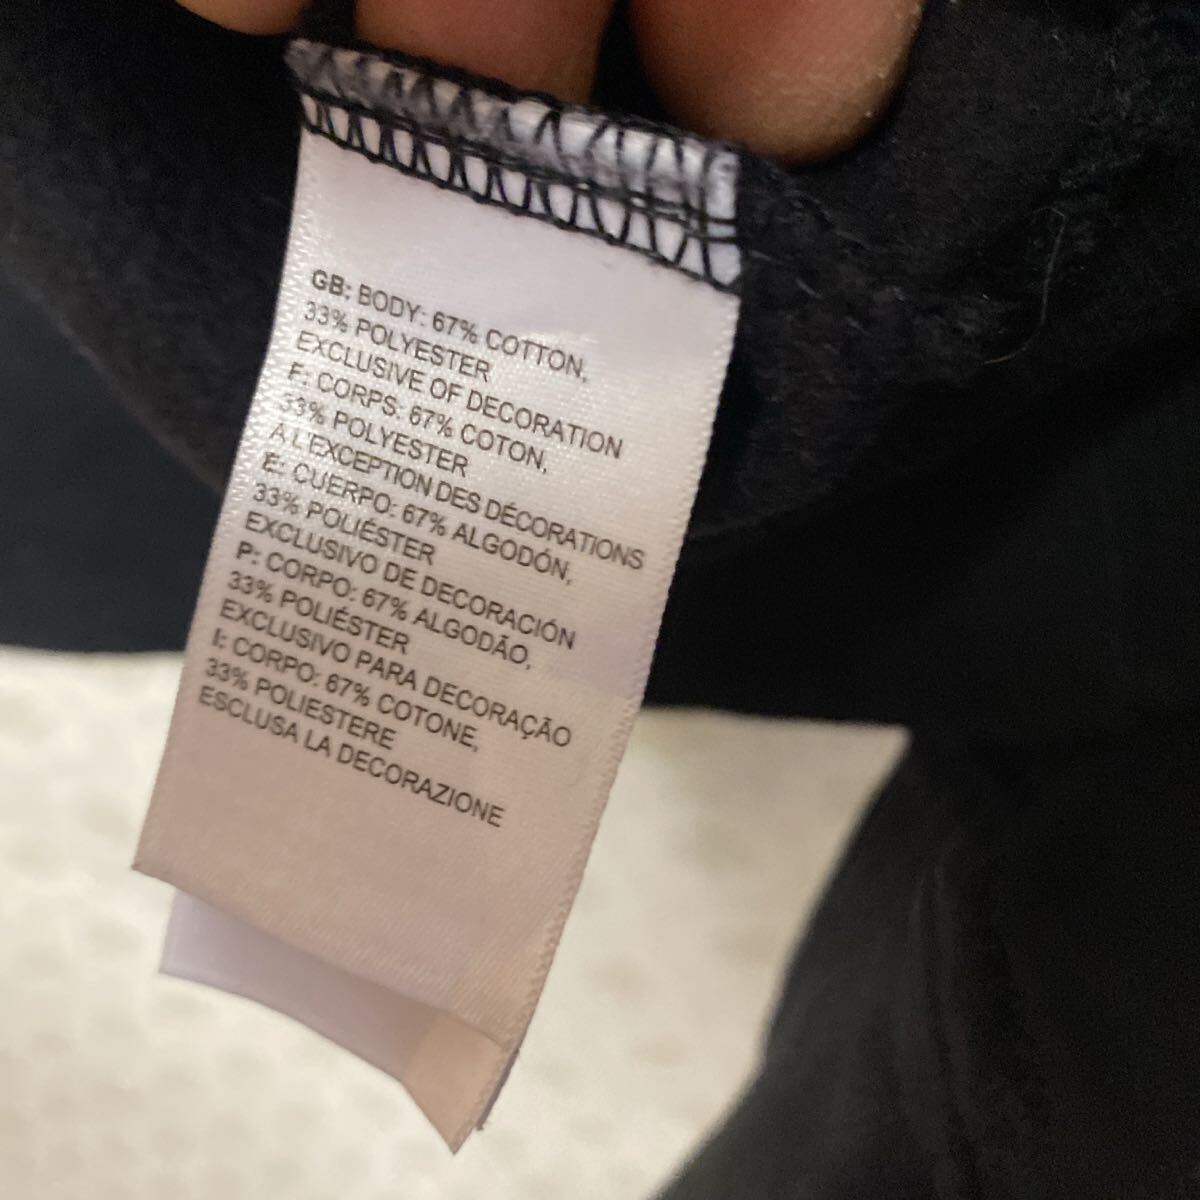 GB: BODY: 67% COTTON,
33% POLYESTER
EXCLUSIVE OF DECORATION
F: CORPS: 67% COTON,
33% POLYESTER
A L'EXCEPTION DES DÉCORATIONS
E: CUERPO: 67% ALGODÓN,
33% POLIÉSTER
EXCLUSIVO DE DECORACIÓN
P: CORPO: 67% ALGODÃO,
33% POLIÉSTER
EXCLUSIVO PARA DECORAÇÃO
I: CORPO: 67% COTONE,
33% POLIESTERE
ESCLUSA LA DECORAZIONE